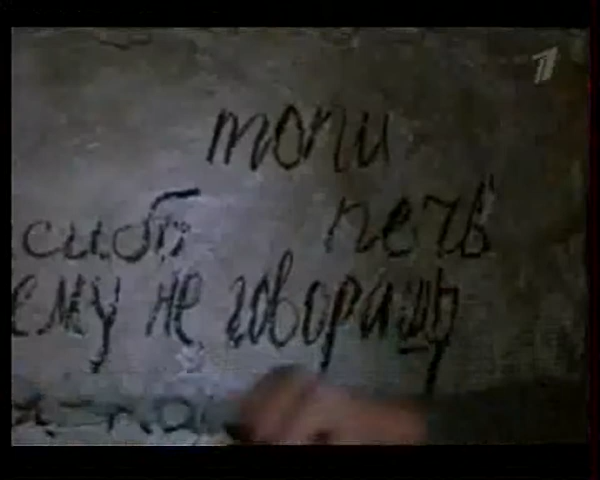 топи
сибо печь
ему не говоришь